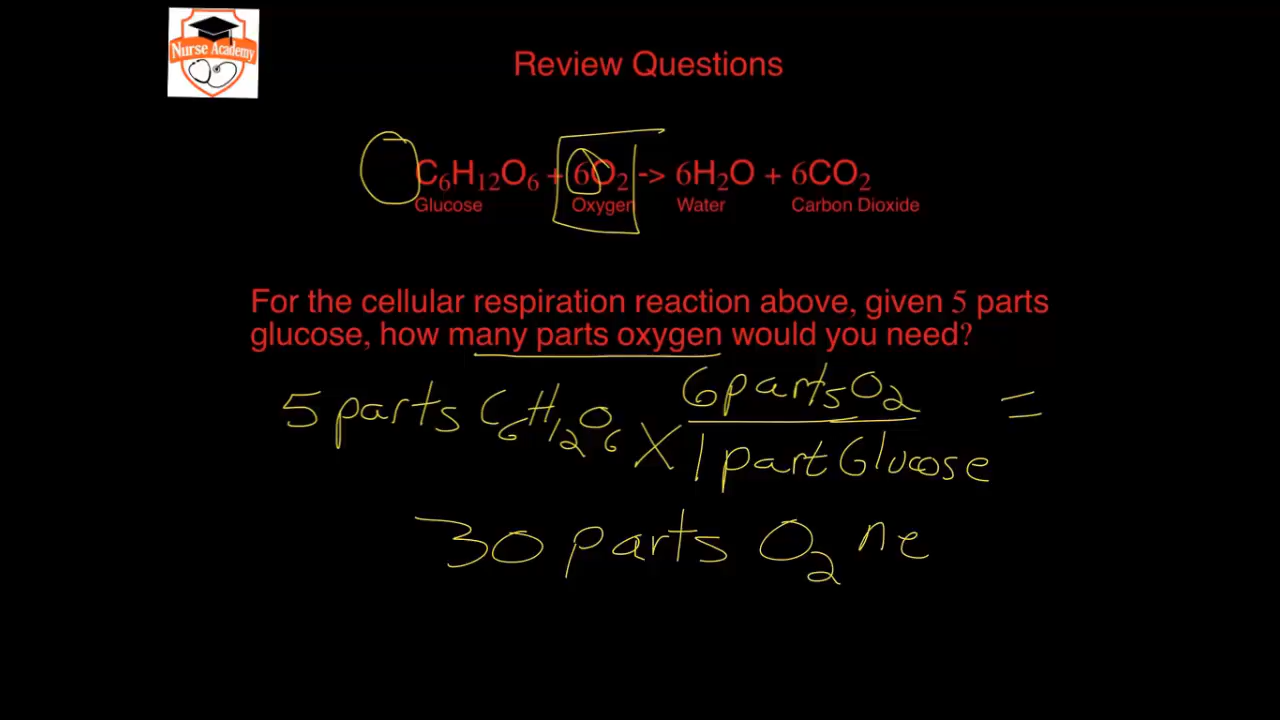 Nurse Academy
Review Questions
C₆H₁₂O₆ + 6O₂ -> 6H₂O + 6CO₂
Glucose Oxygen Water Carbon Dioxide
For the cellular respiration reaction above, given 5 parts
glucose, how many parts oxygen would you need?
5 parts C₆H₁₂O₆ X 6 parts O₂ =
1 part Glucose
30 parts O₂ ne